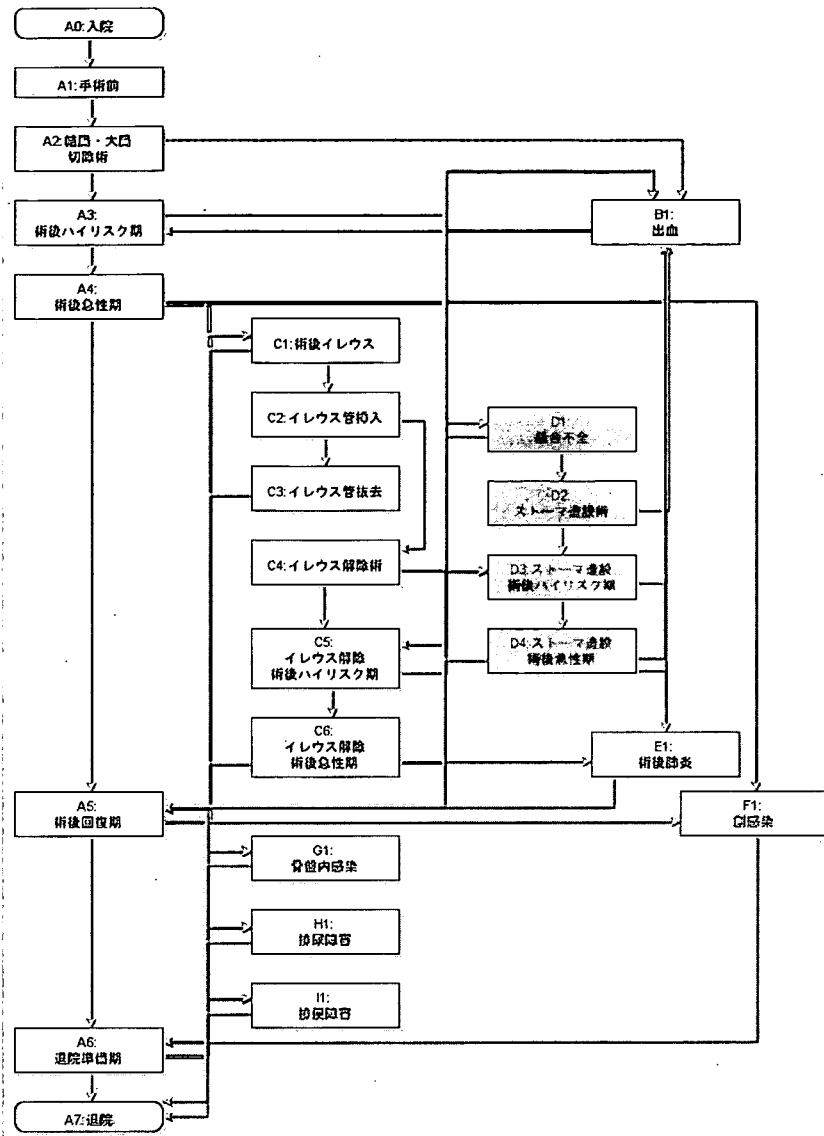 A0:入院
A1:手術前
A2:結腸・大腸
切除術
A3:
術後ハイリスク期
B1:
出血
A4:
術後急性期
C1:術後イレウス
C2:イレウス管挿入
D1:
縫合不全
C3:イレウス管抜去
D2:
ストーマ造設術
C4:イレウス解除術
D3:ストーマ造設
術後ハイリスク期
C5:
イレウス解除
術後ハイリスク期
D4:ストーマ造設
術後急性期
C6:
イレウス解除
術後急性期
E1:
術後肺炎
A5:
術後回復期
F1:
創感染
G1:
骨盤内感染
H1:
排尿障害
I1:
排便障害
A6:
退院準備期
A7:退院